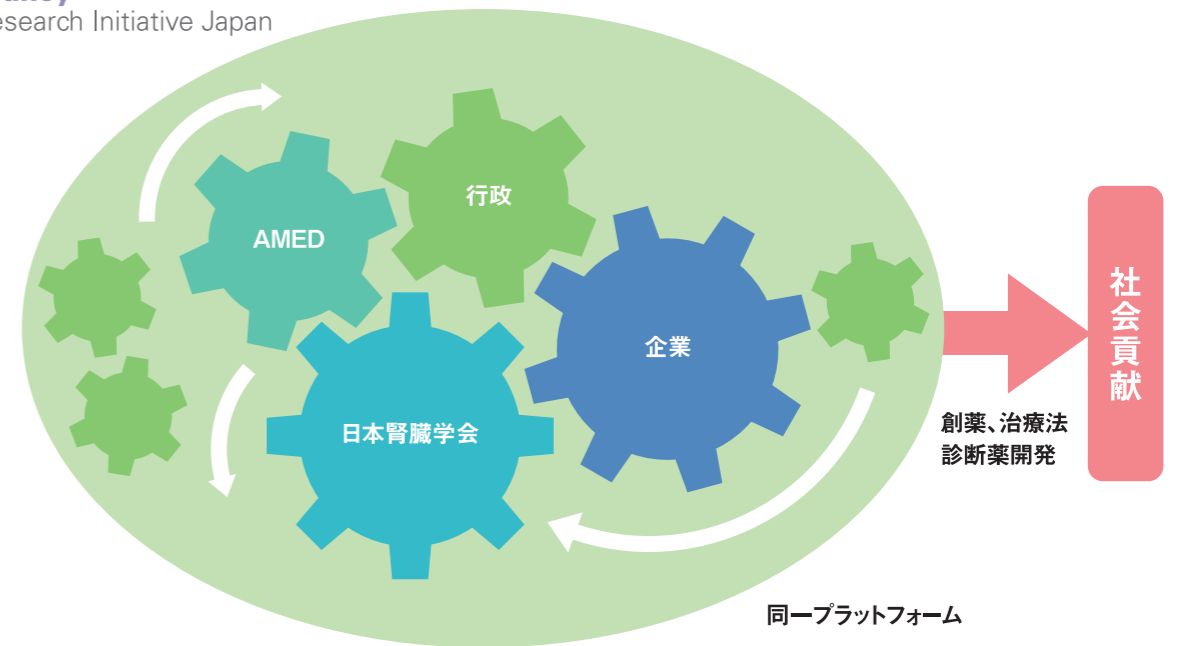 Research Initiative Japan
行政
AMED
企業
日本腎臓学会
社会貢献
創薬、治療法
診断薬開発
同一プラットフォーム